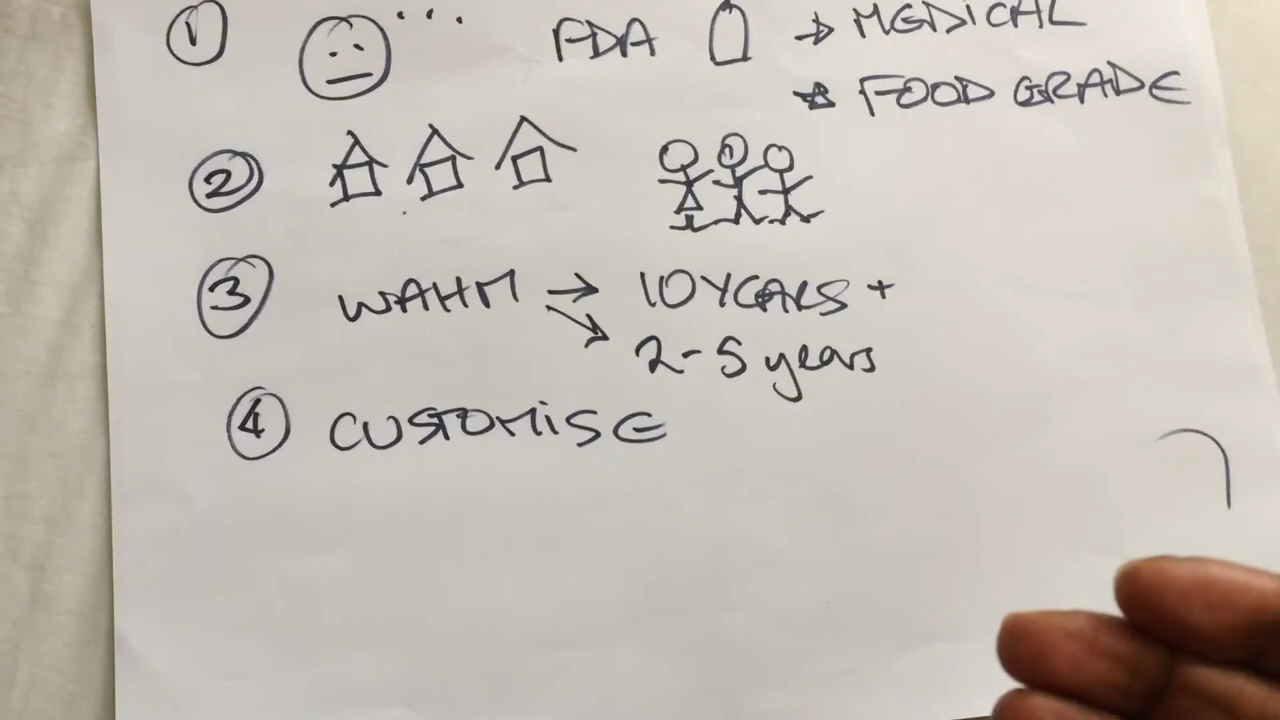 1 FDA → MEDICAL
→ FOOD GRADE
2
3 WAHM → 10 YEARS +
2-5 years
4 CUSTOMISE